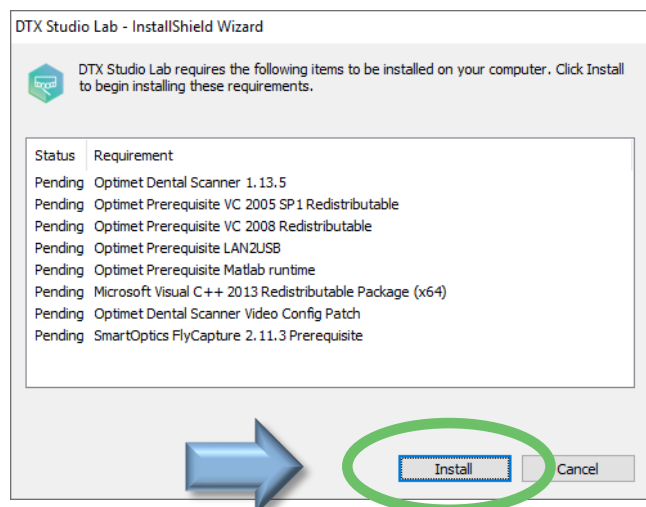 DTX Studio Lab - InstallShield Wizard
DTX Studio Lab requires the following items to be installed on your computer. Click Install
to begin installing these requirements.
Status Requirement
Pending Optimet Dental Scanner 1.13.5
Pending Optimet Prerequisite VC 2005 SP1 Redistributable
Pending Optimet Prerequisite VC 2008 Redistributable
Pending Optimet Prerequisite LAN2USB
Pending Optimet Prerequisite Matlab runtime
Pending Microsoft Visual C++ 2013 Redistributable Package (x64)
Pending Optimet Dental Scanner Video Config Patch
Pending SmartOptics FlyCapture 2.11.3 Prerequisite
Install Cancel